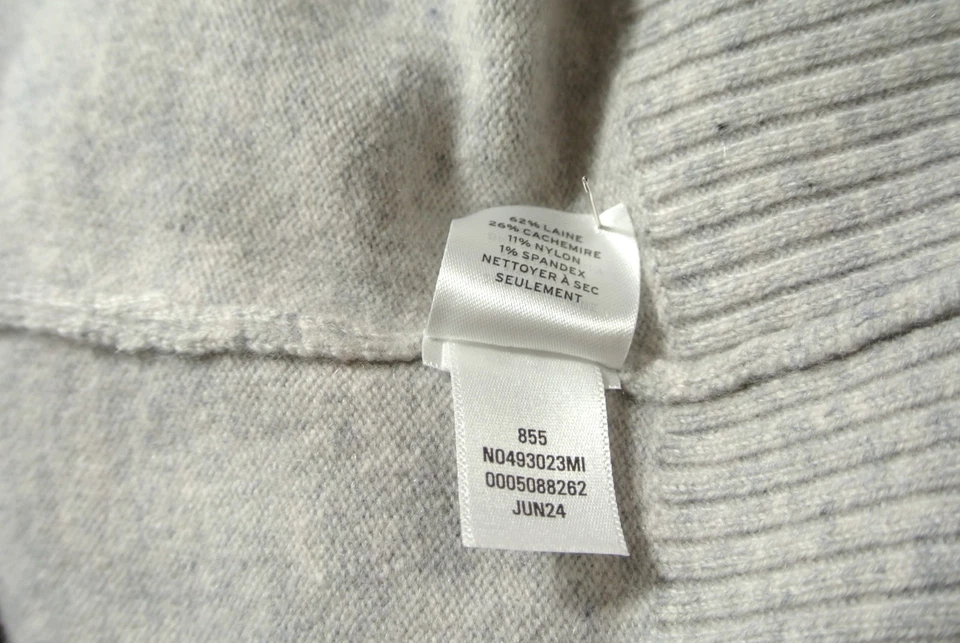 62% LAINE
26% CACHEMIRE
11% NYLON
1% SPANDEX
NETTOYER À SEC
SEULEMENT
855
N0493023MI
0005088262
JUN24